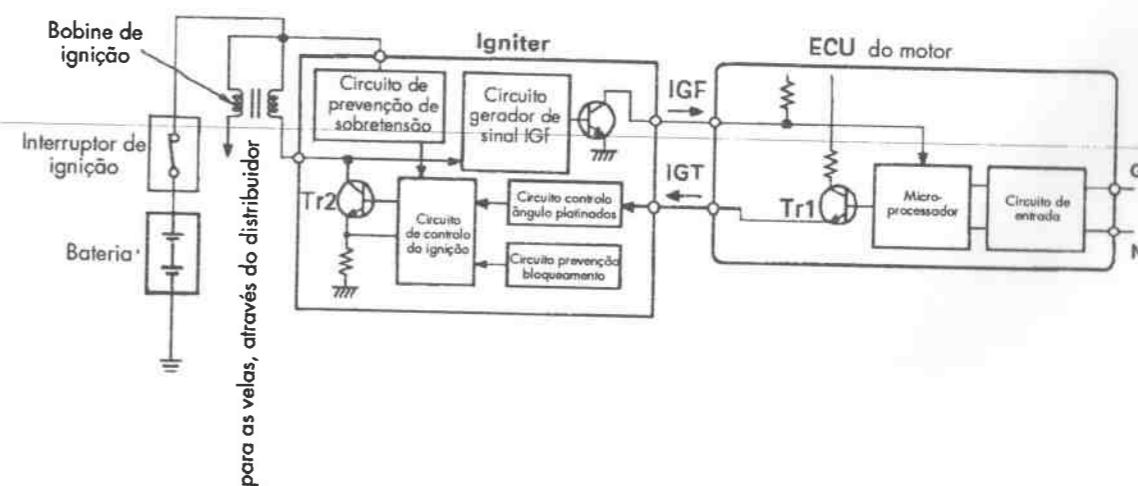 Bobine de
ignição
Igniter
ECU do motor
Circuito de
prevenção de
sobretensão
Circuito
gerador de
sinal IGf
IGF
Interruptor de
ignição
IGT
Tr2
Circuito
de controlo
da ignição
Circuito controlo
ângulo platinados
Tr1
Micro-
processador
Circuito de
entrada
G
N
Circuito prevenção
bloqueamento
Bateria
para as velas, através do distribuidor